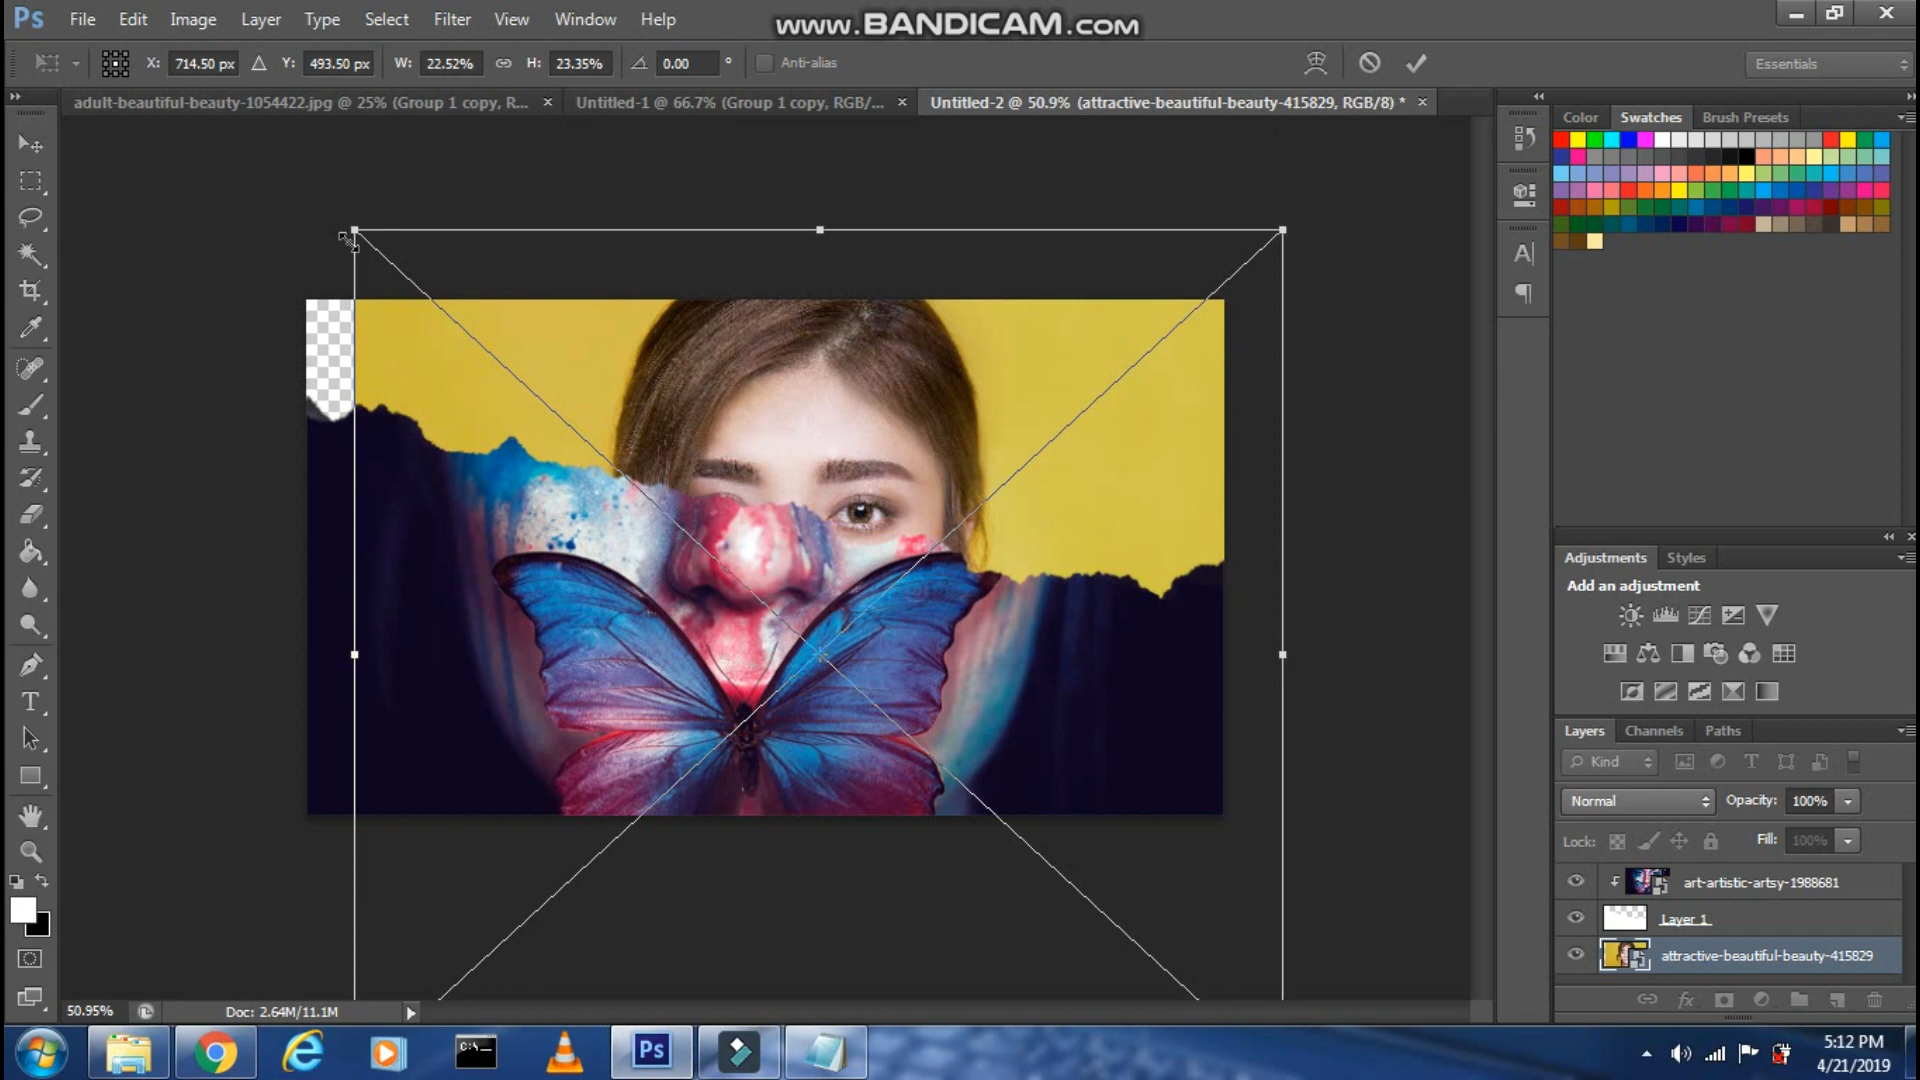 Ps File Edit Image Layer Type Select Filter View Window Help
www.BANDICAM.com
X: 714.50 px Y: 493.50 px W: 22.52% H: 23.35% 0.00 ° Anti-alias Essentials
adult-beautiful-beauty-1054422.jpg @ 25% (Group 1 copy, R... × Untitled-1 @ 66.7% (Group 1 copy, RGB/... × Untitled-2 @ 50.9% (attractive-beautiful-beauty-415829, RGB/8) * ×
Color Swatches Brush Presets
Adjustments Styles
Add an adjustment
Layers Channels Paths
Kind
Normal Opacity: 100%
Lock: Fill: 100%
art-artistic-artsy-1988681
Layer 1
attractive-beautiful-beauty-415829
50.95% Doc: 2.64M/11.1M
C:\
Ps
5:12 PM
4/21/2019